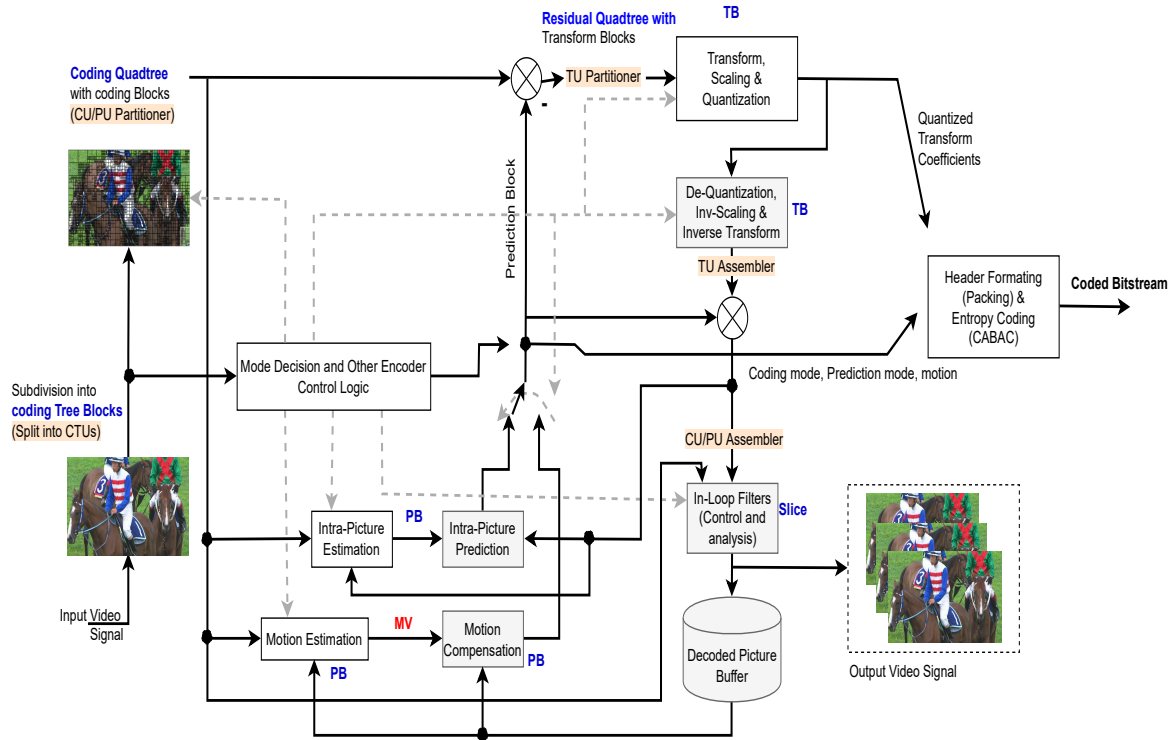 Residual Quadtree with
Transform Blocks
TB
Coding Quadtree
with coding Blocks
(CU/PU Partitioner)
-
TU Partitioner
Transform,
Scaling &
Quantization
Quantized
Transform
Coefficients
Prediction Block
De-Quantization,
Inv-Scaling &
Inverse Transform
TB
TU Assembler
Header Formating
(Packing) &
Entropy Coding
(CABAC)
Coded Bitstream
Mode Decision and Other Encoder
Control Logic
Coding mode, Prediction mode, motion
Subdivision into
coding Tree Blocks
(Split into CTUs)
CU/PU Assembler
In-Loop Filters
(Control and
analysis)
Slice
Intra-Picture
Estimation
PB
Intra-Picture
Prediction
Input Video
Signal
Motion Estimation
PB
MV
Motion
Compensation
PB
Decoded Picture
Buffer
Output Video Signal
3
3
3